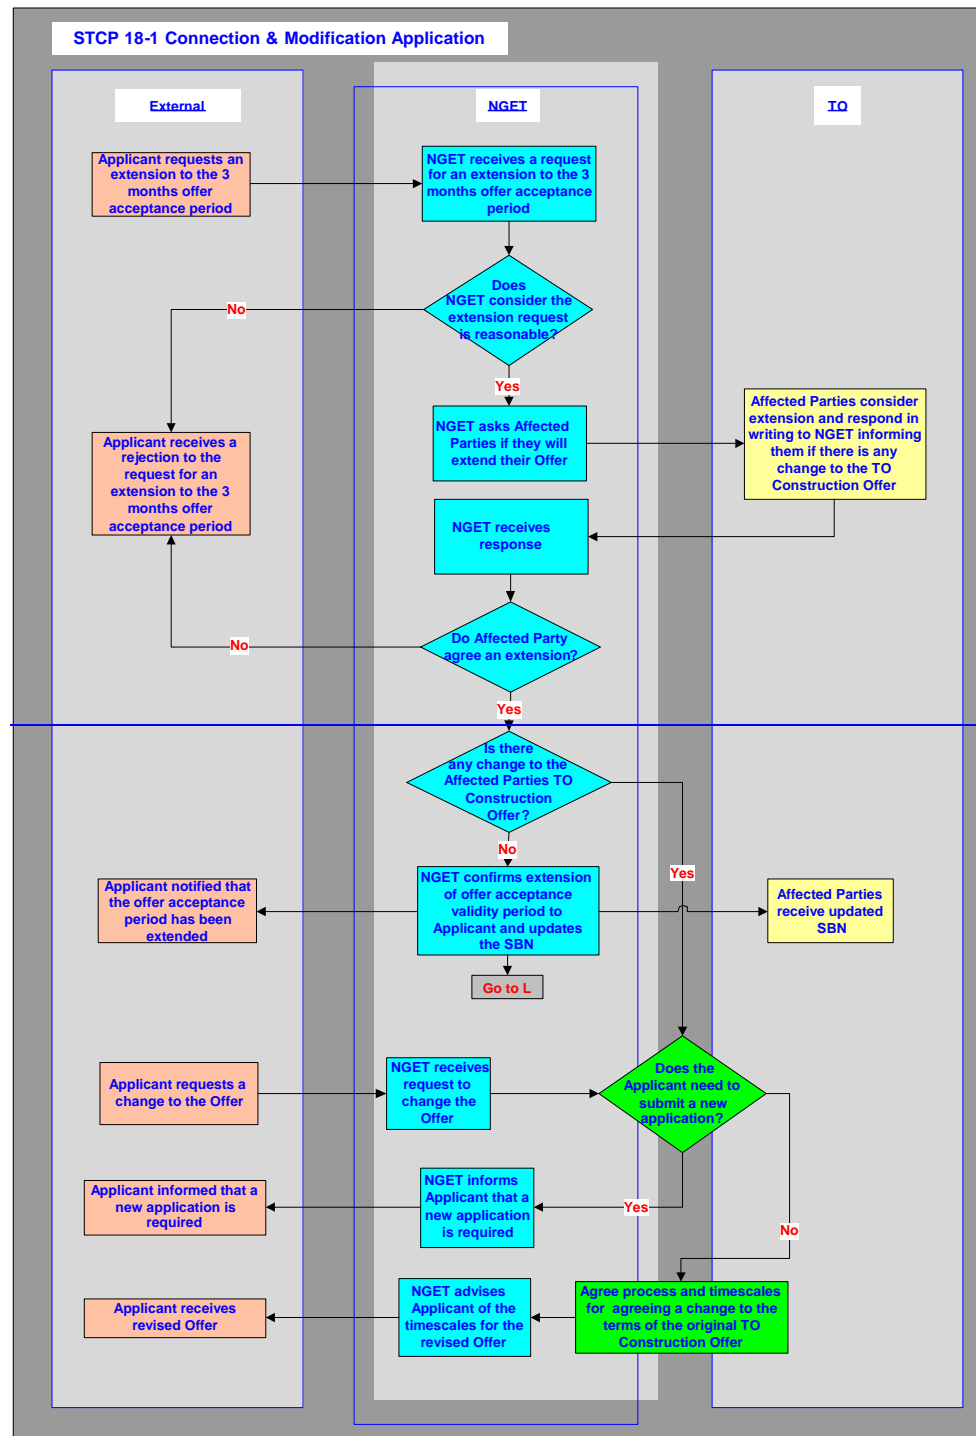 STCP 18-1 Connection & Modification Application
External
NGET
TO
Applicant requests an
extension to the 3
months offer
acceptance period
NGET receives a request
for an extension to the 3
months offer acceptance
period
Does
NGET consider the
extension request
is reasonable?
No
Yes
Applicant receives a
rejection to the
request for an
extension to the 3
months offer
acceptance period
NGET asks Affected
Parties if they will
extend their Offer
Affected Parties consider
extension and respond in
writing to NGET informing
them if there is any
change to the TO
Construction Offer
NGET receives
response
Do Affected Party
agree an extension?
No
Yes
Is there
any change to the
Affected Parties TO
Construction
Offer?
No
Yes
Applicant notified that
the offer acceptance
period has been
extended
NGET confirms extension
of offer acceptance
validity period to
Applicant and updates
the SBN
Affected Parties
receive updated
SBN
Go to L
Applicant requests a
change to the Offer
NGET receives
request to
change the
Offer
Does the
Applicant need to
submit a new
application?
Applicant informed that a
new application is
required
NGET informs
Applicant that a
new application
is required
Yes
No
Applicant receives
revised Offer
NGET advises
Applicant of the
timescales for the
revised Offer
Agree process and timescales
for agreeing a change to the
terms of the original TO
Construction Offer